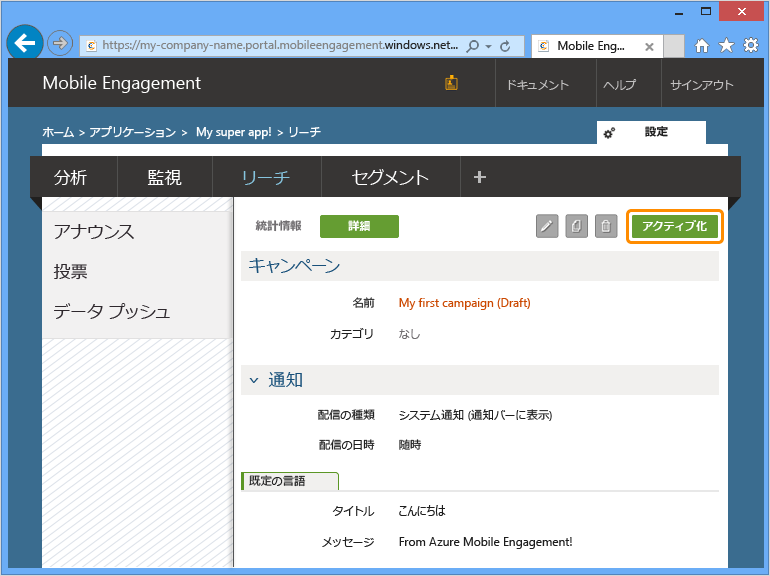 https://my-company-name.portal.mobileengagement.windows.net...
Mobile Eng...
Mobile Engagement
ドキュメント
ヘルプ
サインアウト
ホーム > アプリケーション > My super app! > リーチ
設定
分析
監視
リーチ
セグメント
+
アナウンス
投票
データ プッシュ
統計情報
詳細
アクティブ化
キャンペーン
名前 My first campaign (Draft)
カテゴリ なし
通知
配信の種類 システム通知 (通知バーに表示)
配信の日時 随時
既定の言語
タイトル こんにちは
メッセージ From Azure Mobile Engagement!